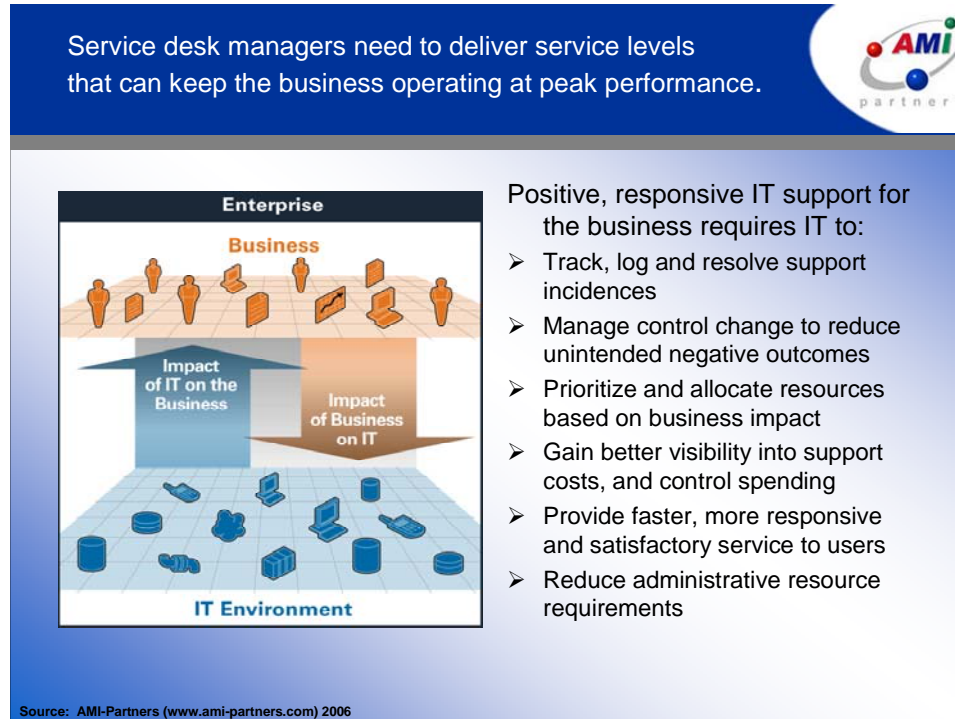 Service desk managers need to deliver service levels
that can keep the business operating at peak performance.
AMI
partner
Enterprise
Business
Impact
of IT on the
Business
Impact
of Business
on IT
IT Environment
Positive, responsive IT support for
the business requires IT to:
➢ Track, log and resolve support
incidences
➢ Manage control change to reduce
unintended negative outcomes
➢ Prioritize and allocate resources
based on business impact
➢ Gain better visibility into support
costs, and control spending
➢ Provide faster, more responsive
and satisfactory service to users
➢ Reduce administrative resource
requirements
Source: AMI-Partners (www.ami-partners.com) 2006